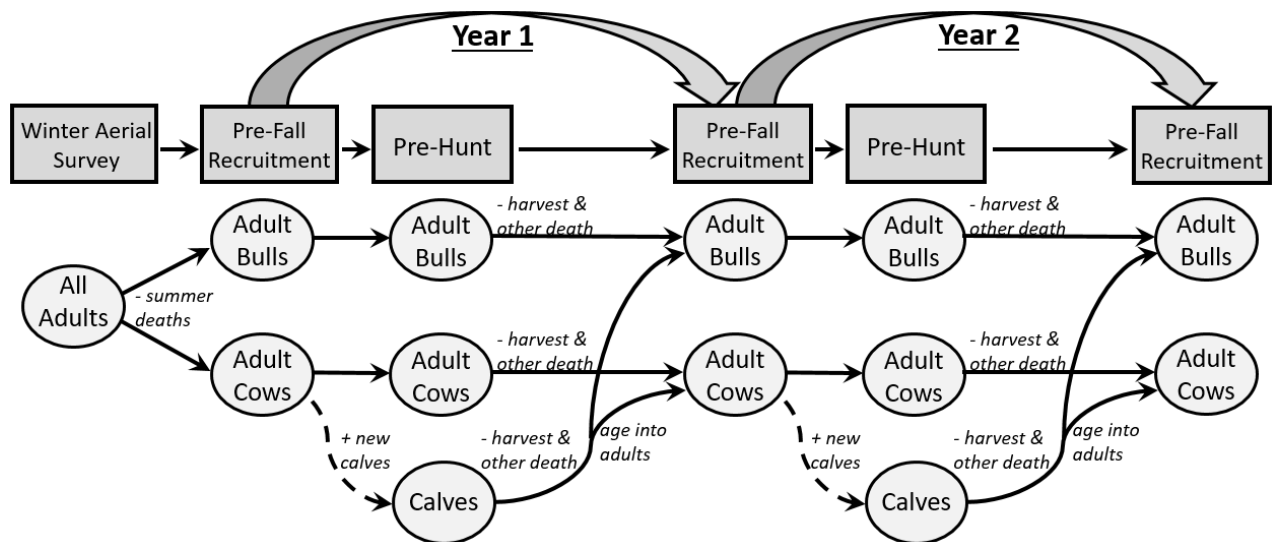 Year 1
Year 2
Winter Aerial
Survey
Pre-Fall
Recruitment
Pre-Hunt
Pre-Fall
Recruitment
Pre-Hunt
Pre-Fall
Recruitment
Adult
Bulls
Adult
Bulls
- harvest &
other death
Adult
Bulls
Adult
Bulls
- harvest &
other death
Adult
Bulls
All
Adults
- summer
deaths
Adult
Cows
Adult
Cows
- harvest &
other death
Adult
Cows
Adult
Cows
- harvest &
other death
Adult
Cows
+ new
calves
- harvest &
other death
age into
adults
+ new
calves
- harvest &
other death
age into
adults
Calves
Calves